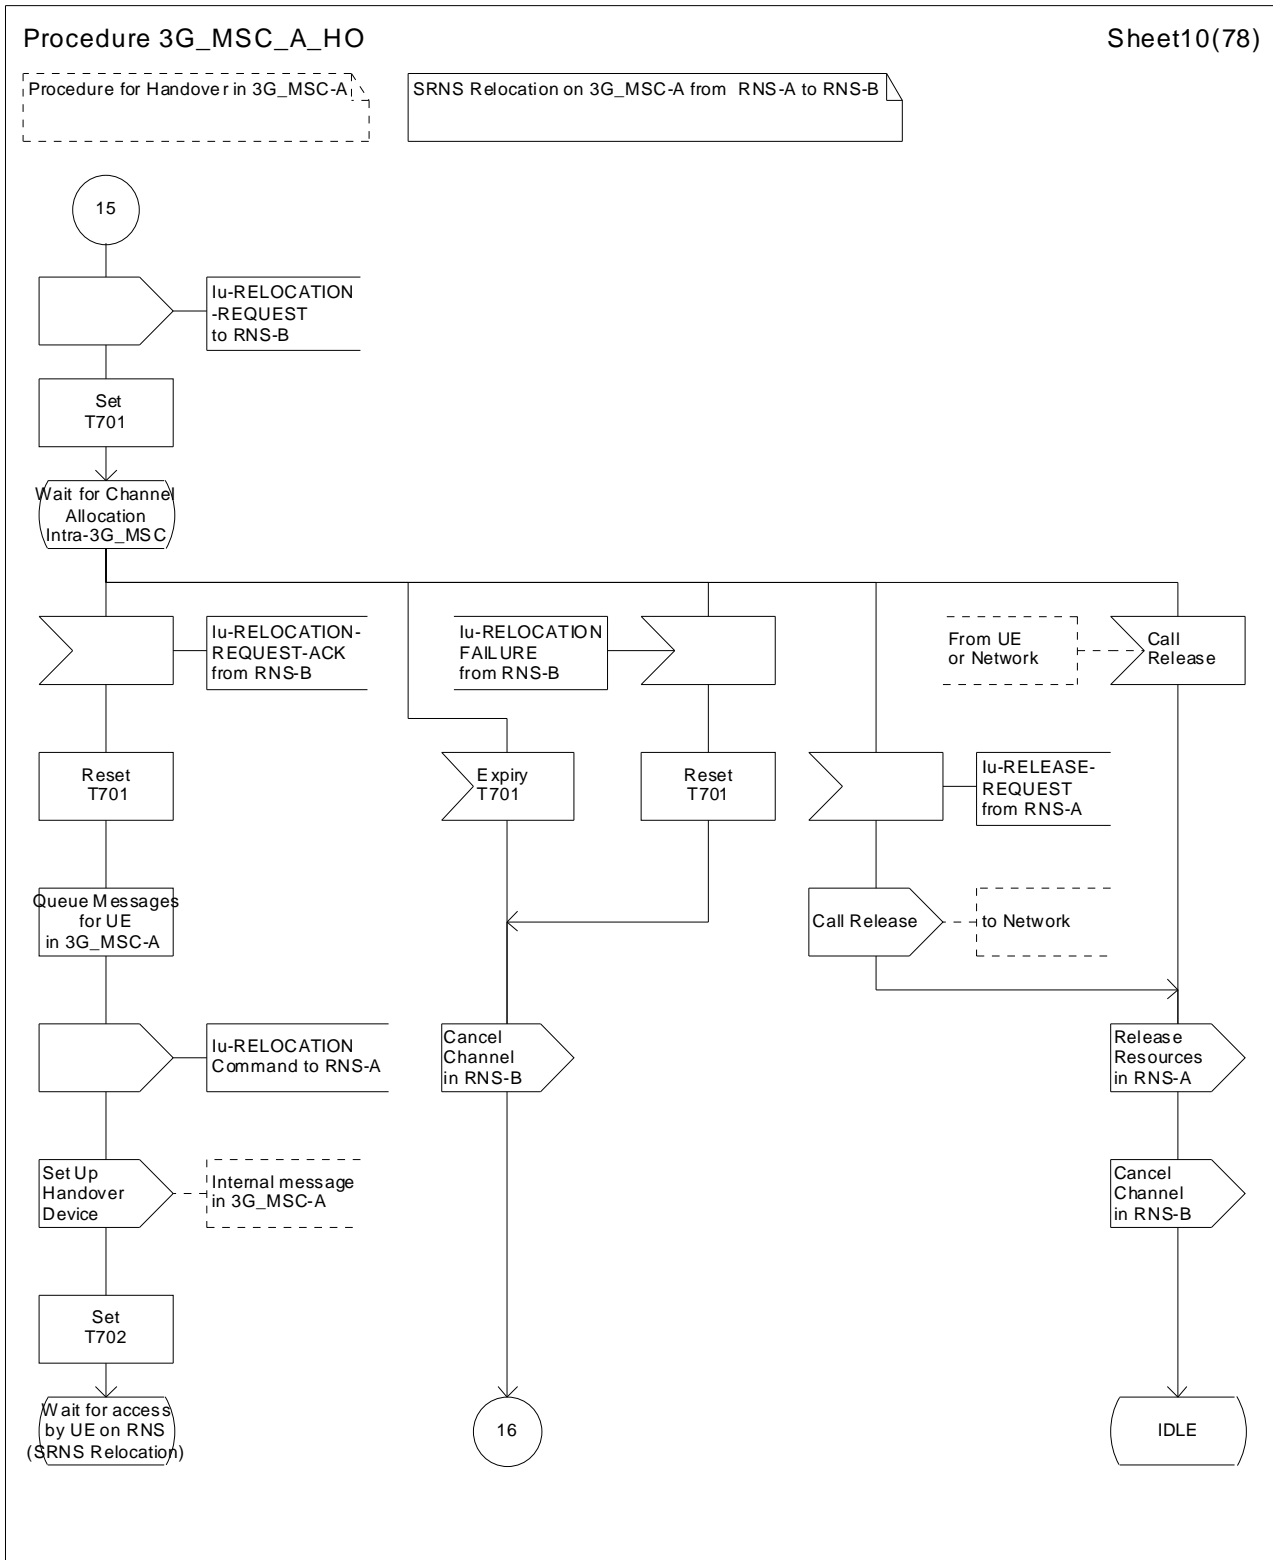 Procedure 3G_MSC_A_HO
Sheet10(78)
Procedure for Handover in 3G_MSC-A
SRNS Relocation on 3G_MSC-A from RNS-A to RNS-B
15
Iu-RELOCATION
-REQUEST
to RNS-B
Set
T701
Wait for Channel
Allocation
Intra-3G_MSC
Iu-RELOCATION-
REQUEST-ACK
from RNS-B
Iu-RELOCATION
FAILURE
from RNS-B
From UE
or Network
Call
Release
Reset
T701
Expiry
T701
Reset
T701
Iu-RELEASE-
REQUEST
from RNS-A
Queue Messages
for UE
in 3G_MSC-A
Call Release
to Network
Iu-RELOCATION
Command to RNS-A
Cancel
Channel
in RNS-B
Release
Resources
in RNS-A
Set Up
Handover
Device
Internal message
in 3G_MSC-A
Cancel
Channel
in RNS-B
Set
T702
Wait for access
by UE on RNS
(SRNS Relocation)
16
IDLE